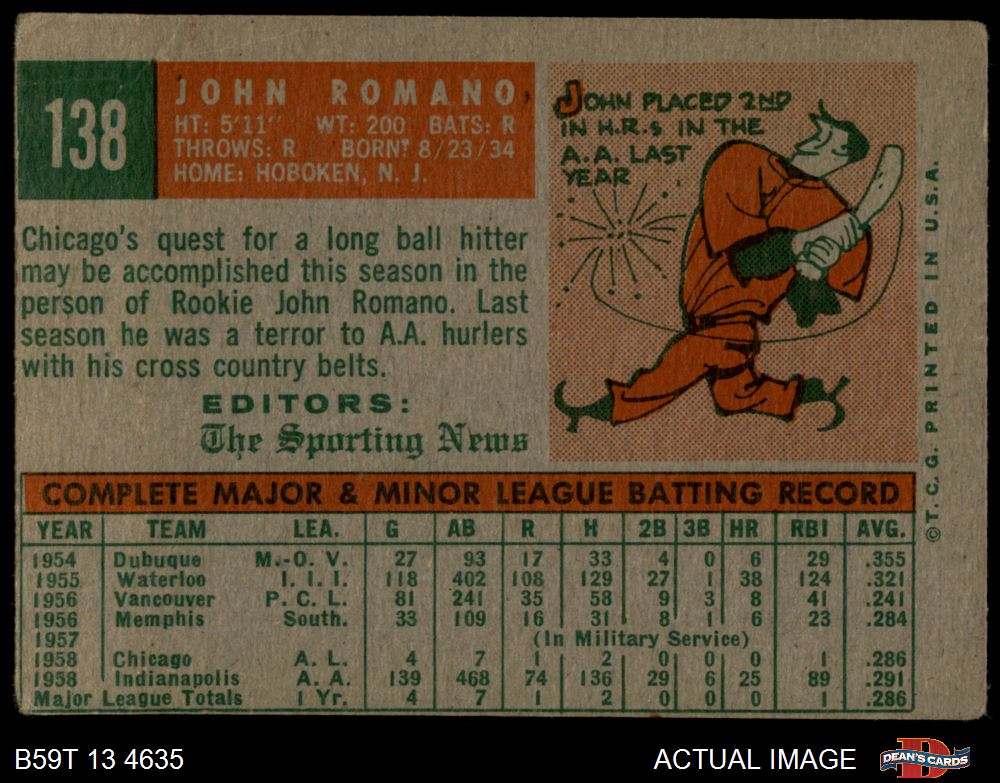 138
JOHN ROMANO
HT: 5'11" WT: 200 BATS: R
THROWS: R BORN: 8/23/34
HOME: HOBOKEN, N. J.
JOHN PLACED 2ND
IN H.R.s IN THE
A.A. LAST
YEAR
Chicago's quest for a long ball hitter
may be accomplished this season in the
person of Rookie John Romano. Last
season he was a terror to A.A. hurlers
with his cross country belts.
EDITORS:
The Sporting News
©T.C.G. PRINTED IN U.S.A.
COMPLETE MAJOR & MINOR LEAGUE BATTING RECORD
YEAR TEAM LEA. G AB R H 2B 3B HR RBI AVG.
1954 Dubuque M.-O. V. 27 93 17 33 4 0 6 29 .355
1955 Waterloo I. I. I. 118 402 108 129 27 1 38 124 .321
1956 Vancouver P. C. L. 81 241 35 58 9 3 8 41 .241
1956 Memphis South. 33 109 16 31 8 1 6 23 .284
1957 (In Military Service)
1958 Chicago A. L. 4 7 1 2 0 0 0 1 .286
1958 Indianapolis A. A. 139 468 74 136 29 6 25 89 .291
Major League Totals 1 Yr. 4 7 1 2 0 0 0 1 .286
B59T 13 4635
ACTUAL IMAGE
DEAN'S CARDS